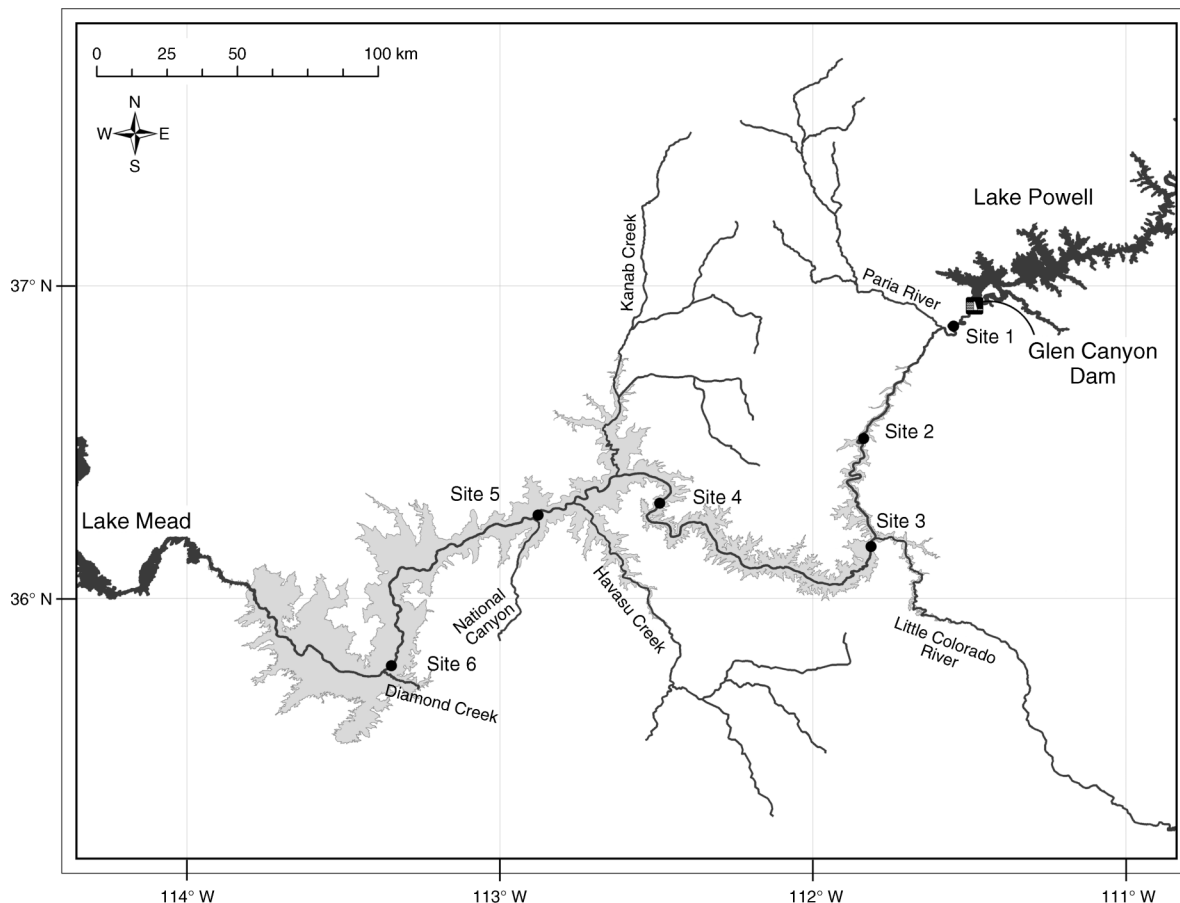 0 25 50 100 km
N
W E
S
Lake Powell
Kanab Creek
37° N
Paria River
Site 1
Glen Canyon
Dam
Site 2
Site 5
Site 4
Lake Mead
Site 3
36° N
National
Canyon
Havasu Creek
Little Colorado
River
Site 6
Diamond Creek
114° W 113° W 112° W 111° W